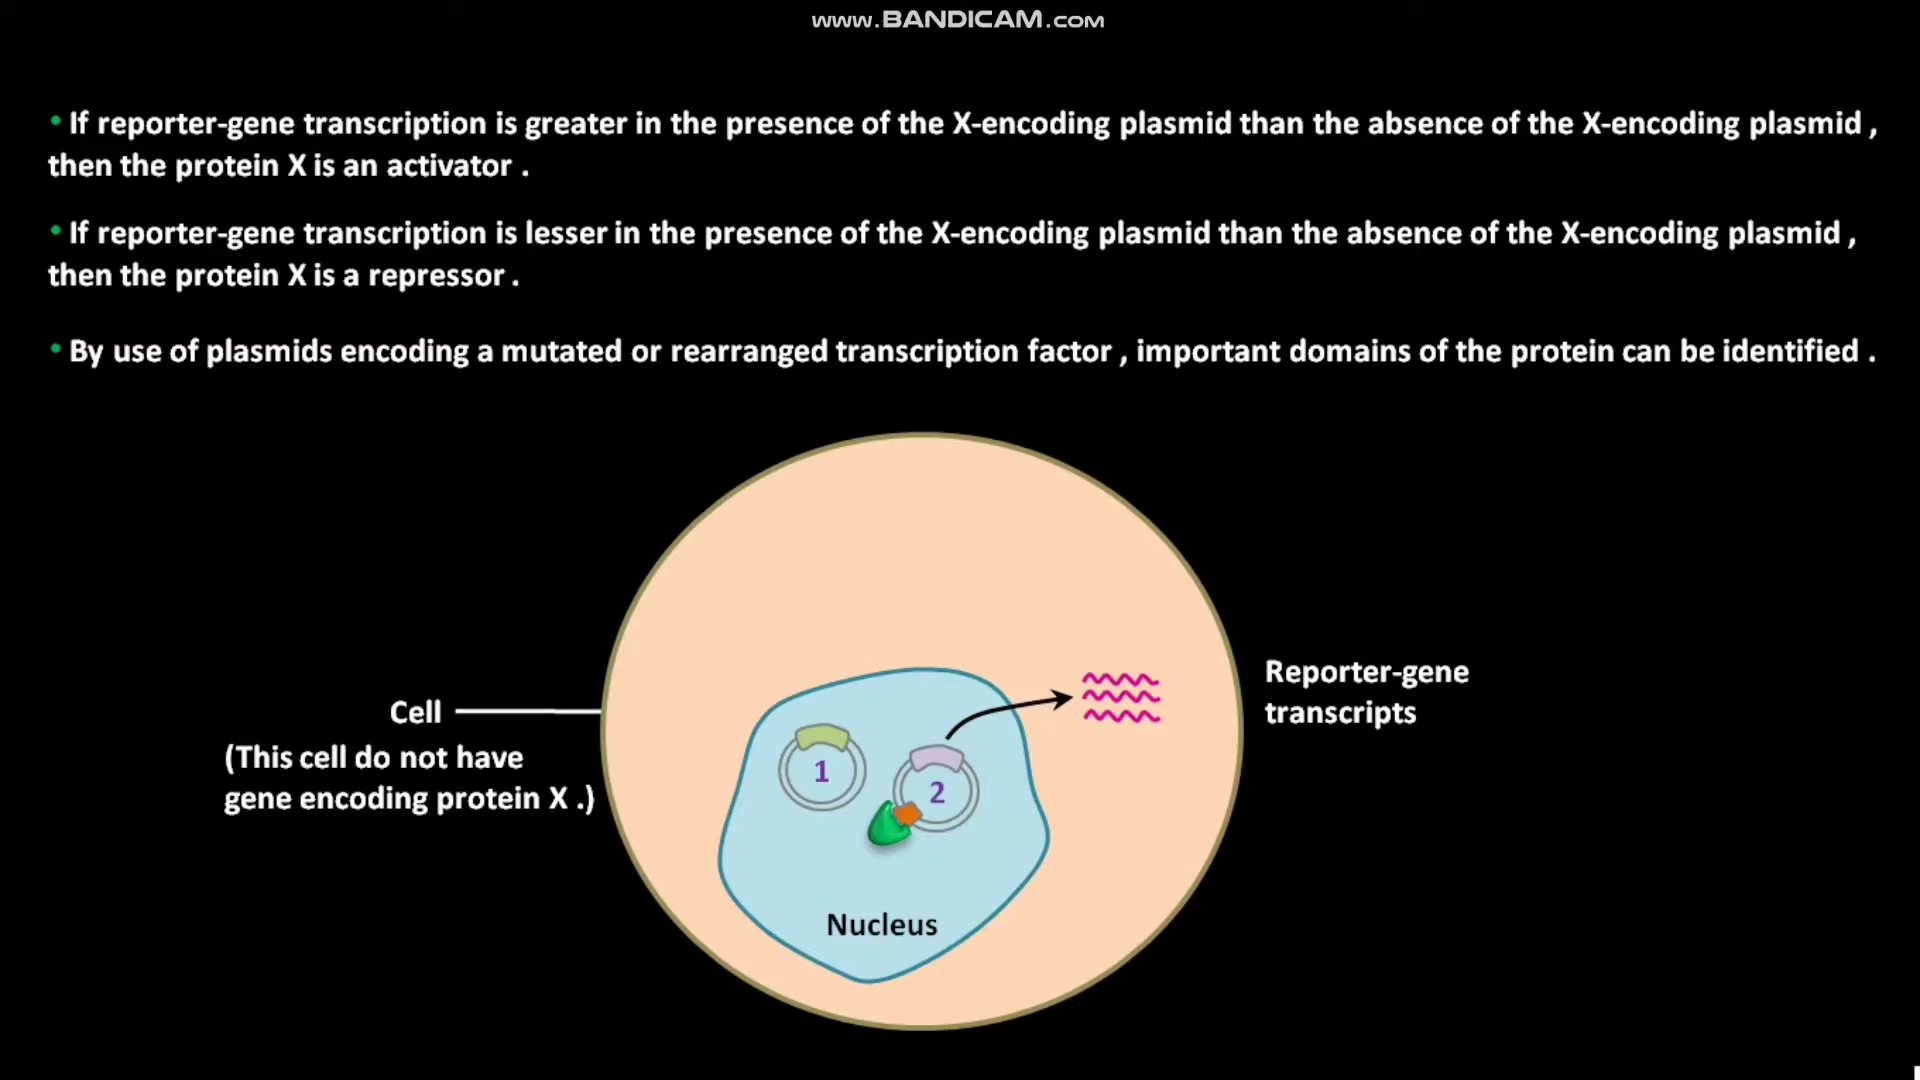 www.BANDICAM.com
• If reporter-gene transcription is greater in the presence of the X-encoding plasmid than the absence of the X-encoding plasmid ,
then the protein X is an activator .
• If reporter-gene transcription is lesser in the presence of the X-encoding plasmid than the absence of the X-encoding plasmid ,
then the protein X is a repressor .
• By use of plasmids encoding a mutated or rearranged transcription factor , important domains of the protein can be identified .
Cell
(This cell do not have
gene encoding protein X .)
1
2
Nucleus
Reporter-gene
transcripts